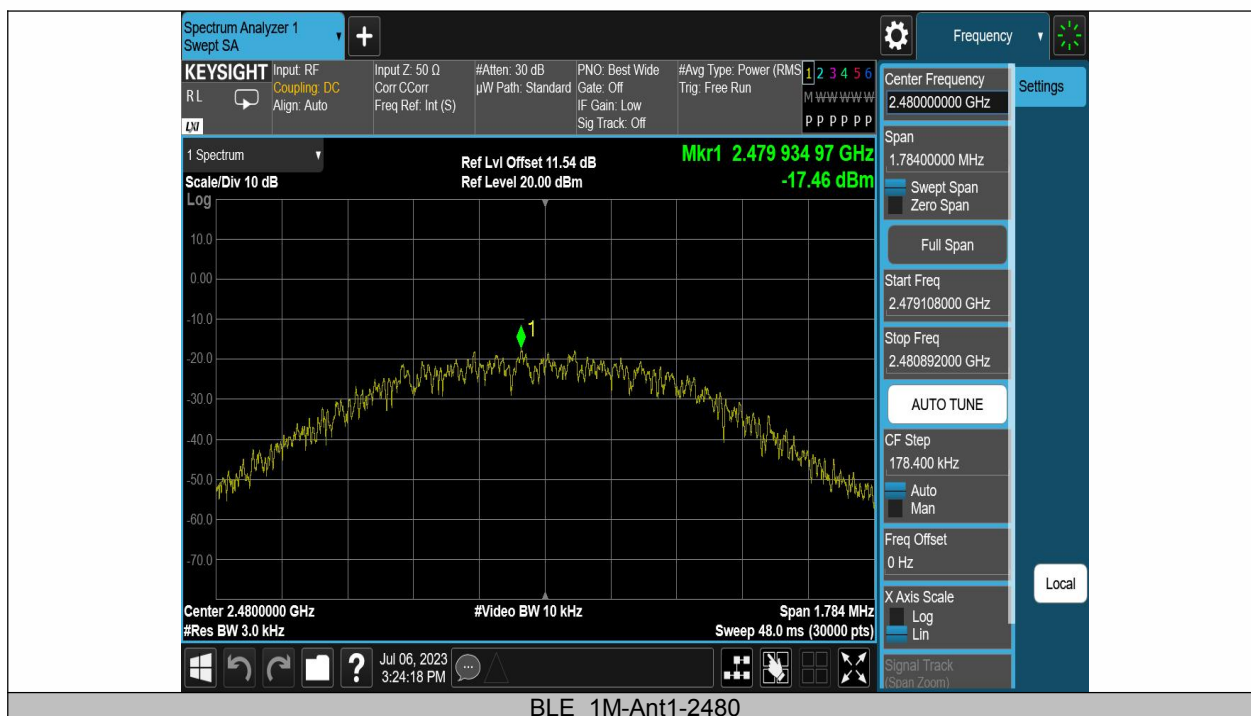 Spectrum Analyzer 1
Swept SA
Frequency
KEYSIGHT
RL
LXI
Input: RF
Coupling: DC
Align: Auto
Input Z: 50 Ω
Corr CCorr
Freq Ref: Int (S)
#Atten: 30 dB
µW Path: Standard
PNO: Best Wide
Gate: Off
IF Gain: Low
Sig Track: Off
#Avg Type: Power (RMS
Trig: Free Run
1 2 3 4 5 6
M W W W W W
P P P P P P
1 Spectrum
Scale/Div 10 dB
Log
Ref Lvl Offset 11.54 dB
Ref Level 20.00 dBm
Mkr1 2.479 934 97 GHz
-17.46 dBm
10.0
0.00
-10.0
1
-20.0
-30.0
-40.0
-50.0
-60.0
-70.0
Center 2.4800000 GHz
#Video BW 10 kHz
Span 1.784 MHz
#Res BW 3.0 kHz
Sweep 48.0 ms (30000 pts)
?
Jul 06, 2023
3:24:18 PM
Center Frequency
2.480000000 GHz
Settings
Span
1.78400000 MHz
Swept Span
Zero Span
Full Span
Start Freq
2.479108000 GHz
Stop Freq
2.480892000 GHz
AUTO TUNE
CF Step
178.400 kHz
Auto
Man
Freq Offset
0 Hz
X Axis Scale
Log
Lin
Local
Signal Track
(Span Zoom)
BLE_1M-Ant1-2480